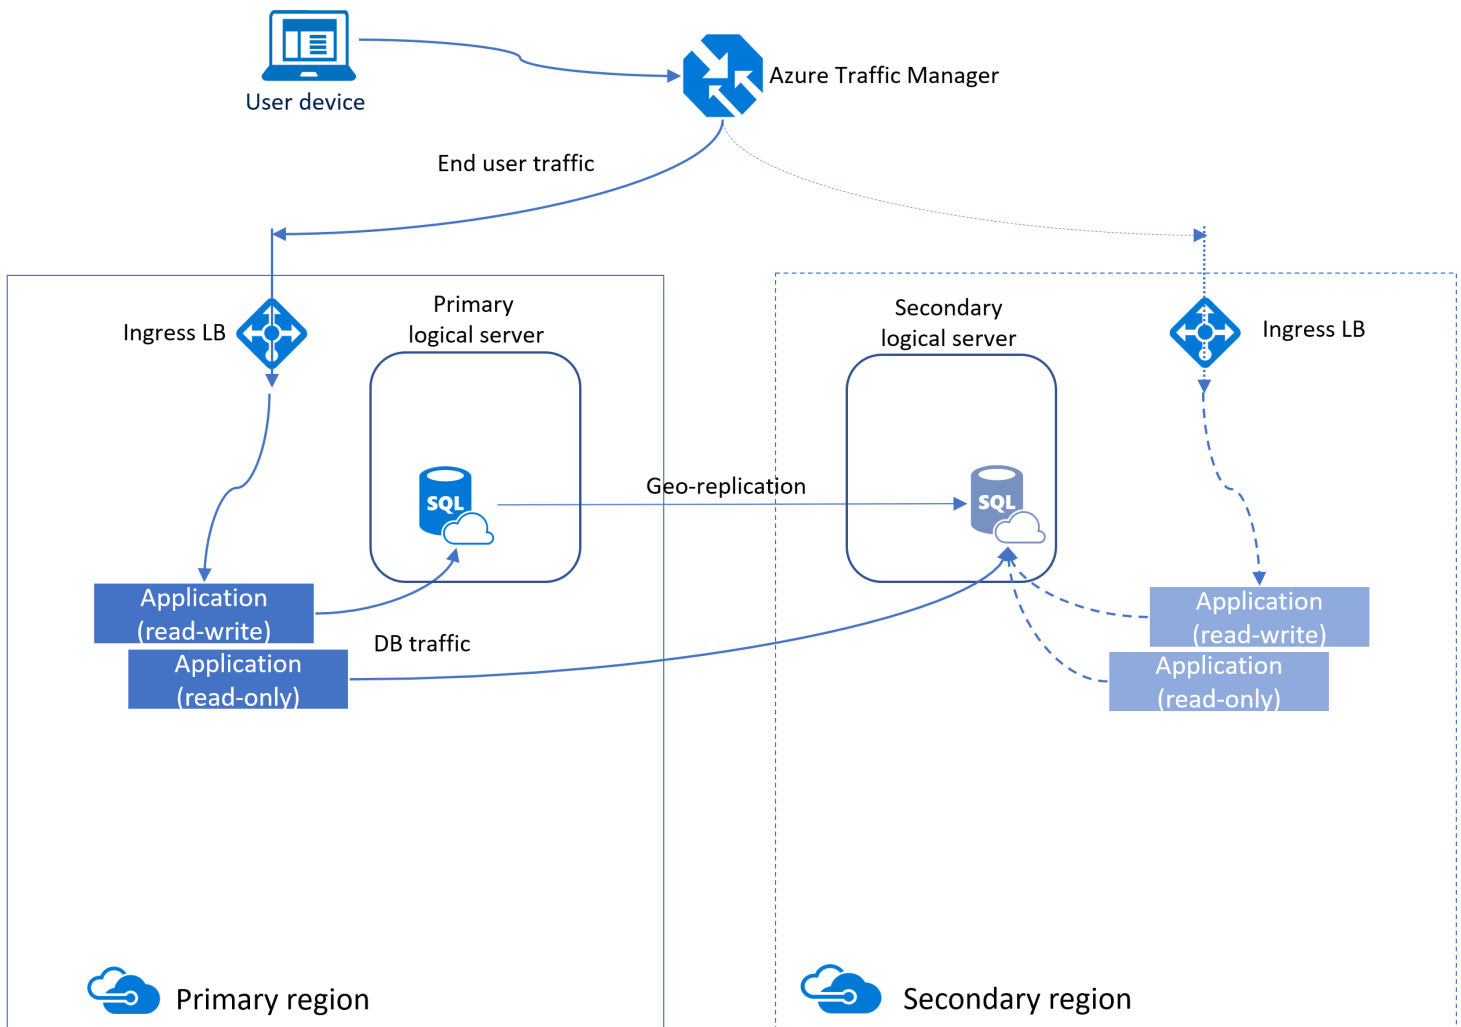 User device
Azure Traffic Manager
End user traffic
Ingress LB
Primary
logical server
Secondary
logical server
Ingress LB
SQL
Geo-replication
SQL
Application
(read-write)
DB traffic
Application
(read-only)
Application
(read-write)
Application
(read-only)
Primary region
Secondary region